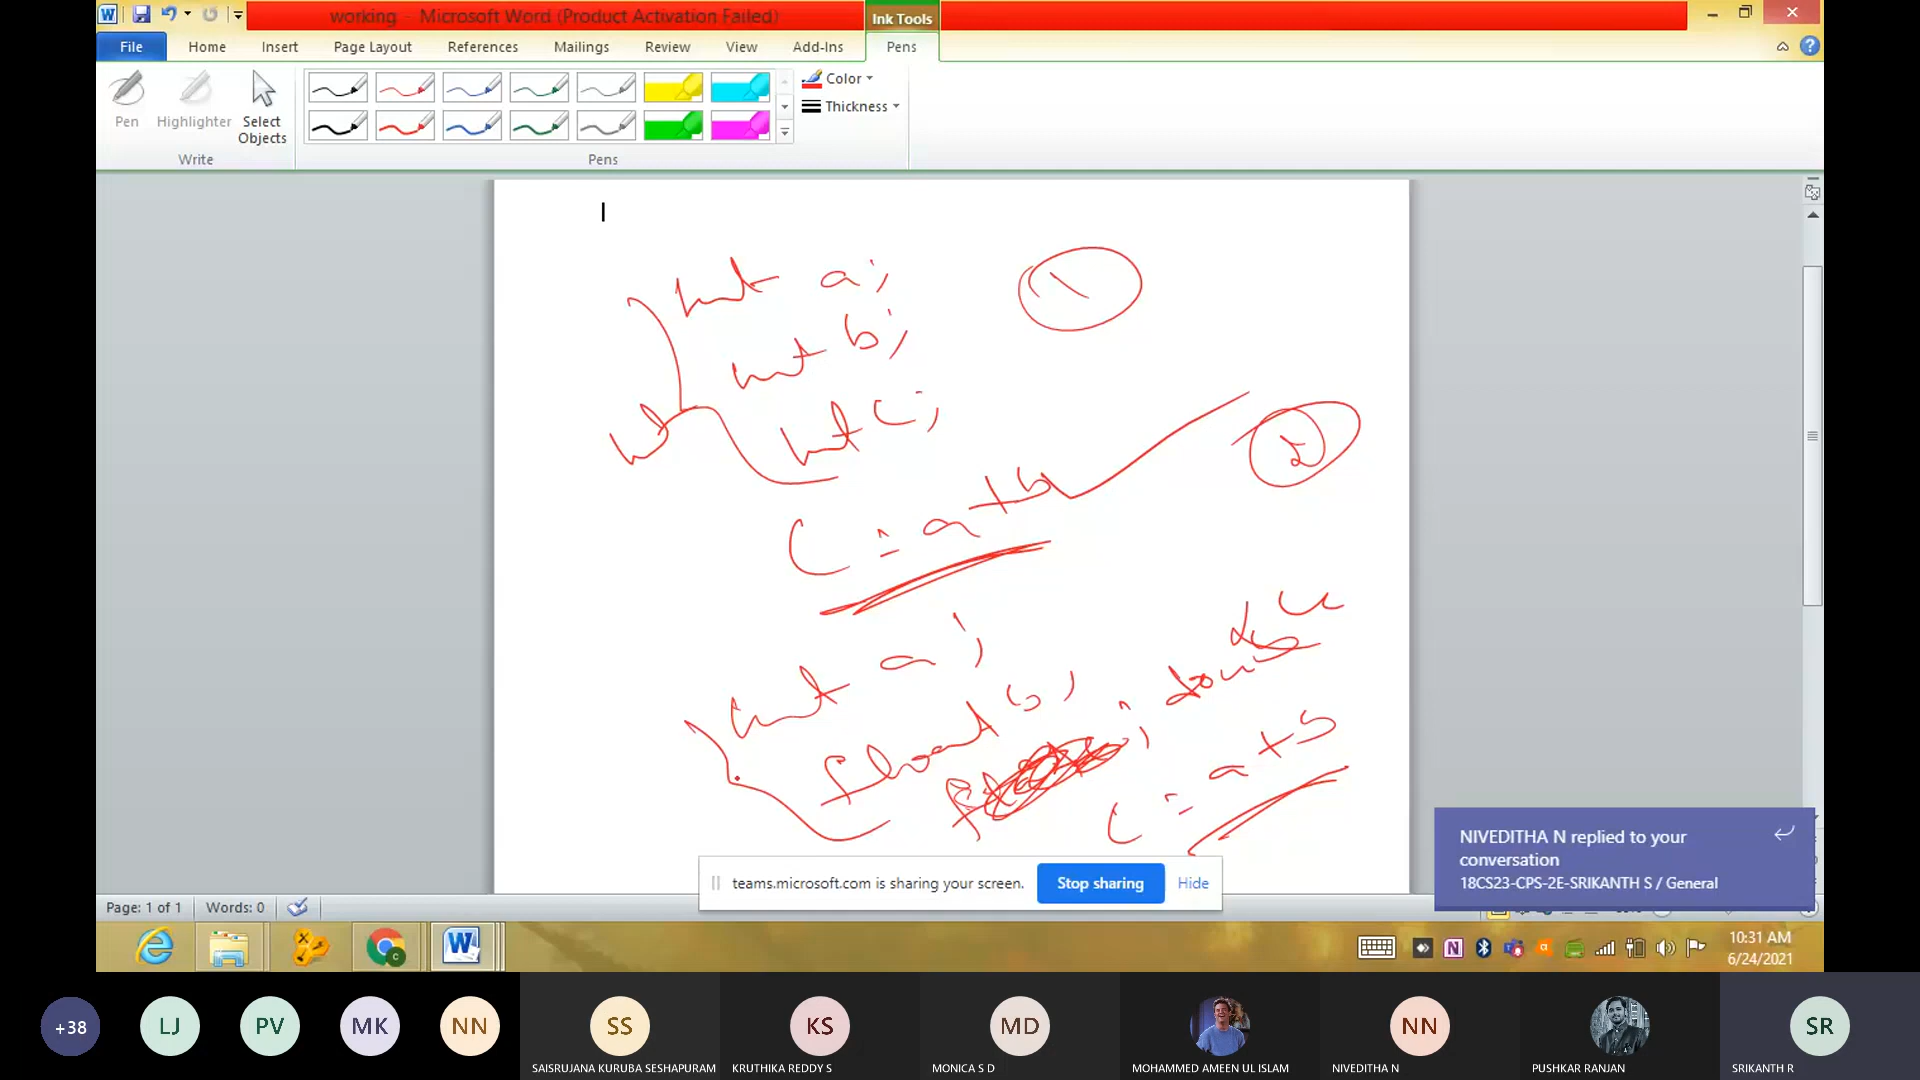 working - Microsoft Word (Product Activation Failed)
Ink Tools
File Home Insert Page Layout References Mailings Review View Add-Ins Pens
Pen
Highlighter
Select
Objects
Color
Thickness
Write
Pens
int a;
1
int b;
int c;
int
2
c = a+b
int a;
float b;
; double c
c = a+b
NIVEDITHA N replied to your
conversation
18CS23-CPS-2E-SRIKANTH S / General
teams.microsoft.com is sharing your screen.
Stop sharing
Hide
Page: 1 of 1
Words: 0
10:31 AM
6/24/2021
+38
LJ
PV
MK
NN
SS
KS
MD
NN
SR
SAISRUJANA KURUBA SESHAPURAM
KRUTHIKA REDDY S
MONICA S D
MOHAMMED AMEEN UL ISLAM
NIVEDITHA N
PUSHKAR RANJAN
SRIKANTH R